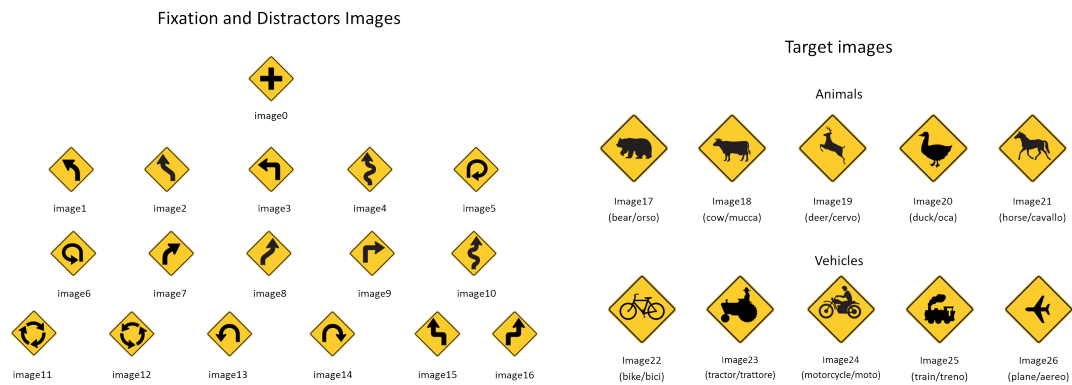 Fixation and Distractors Images
image0
image1 image2 image3 image4 image5
image6 image7 image8 image9 image10
image11 image12 image13 image14 image15 image16
Target images
Animals
Image17 Image18 Image19 Image20 Image21
(bear/orso) (cow/mucca) (deer/cervo) (duck/oca) (horse/cavallo)
Vehicles
Image22 Image23 Image24 Image25 Image26
(bike/bici) (tractor/trattore) (motorcycle/moto) (train/treno) (plane/aereo)